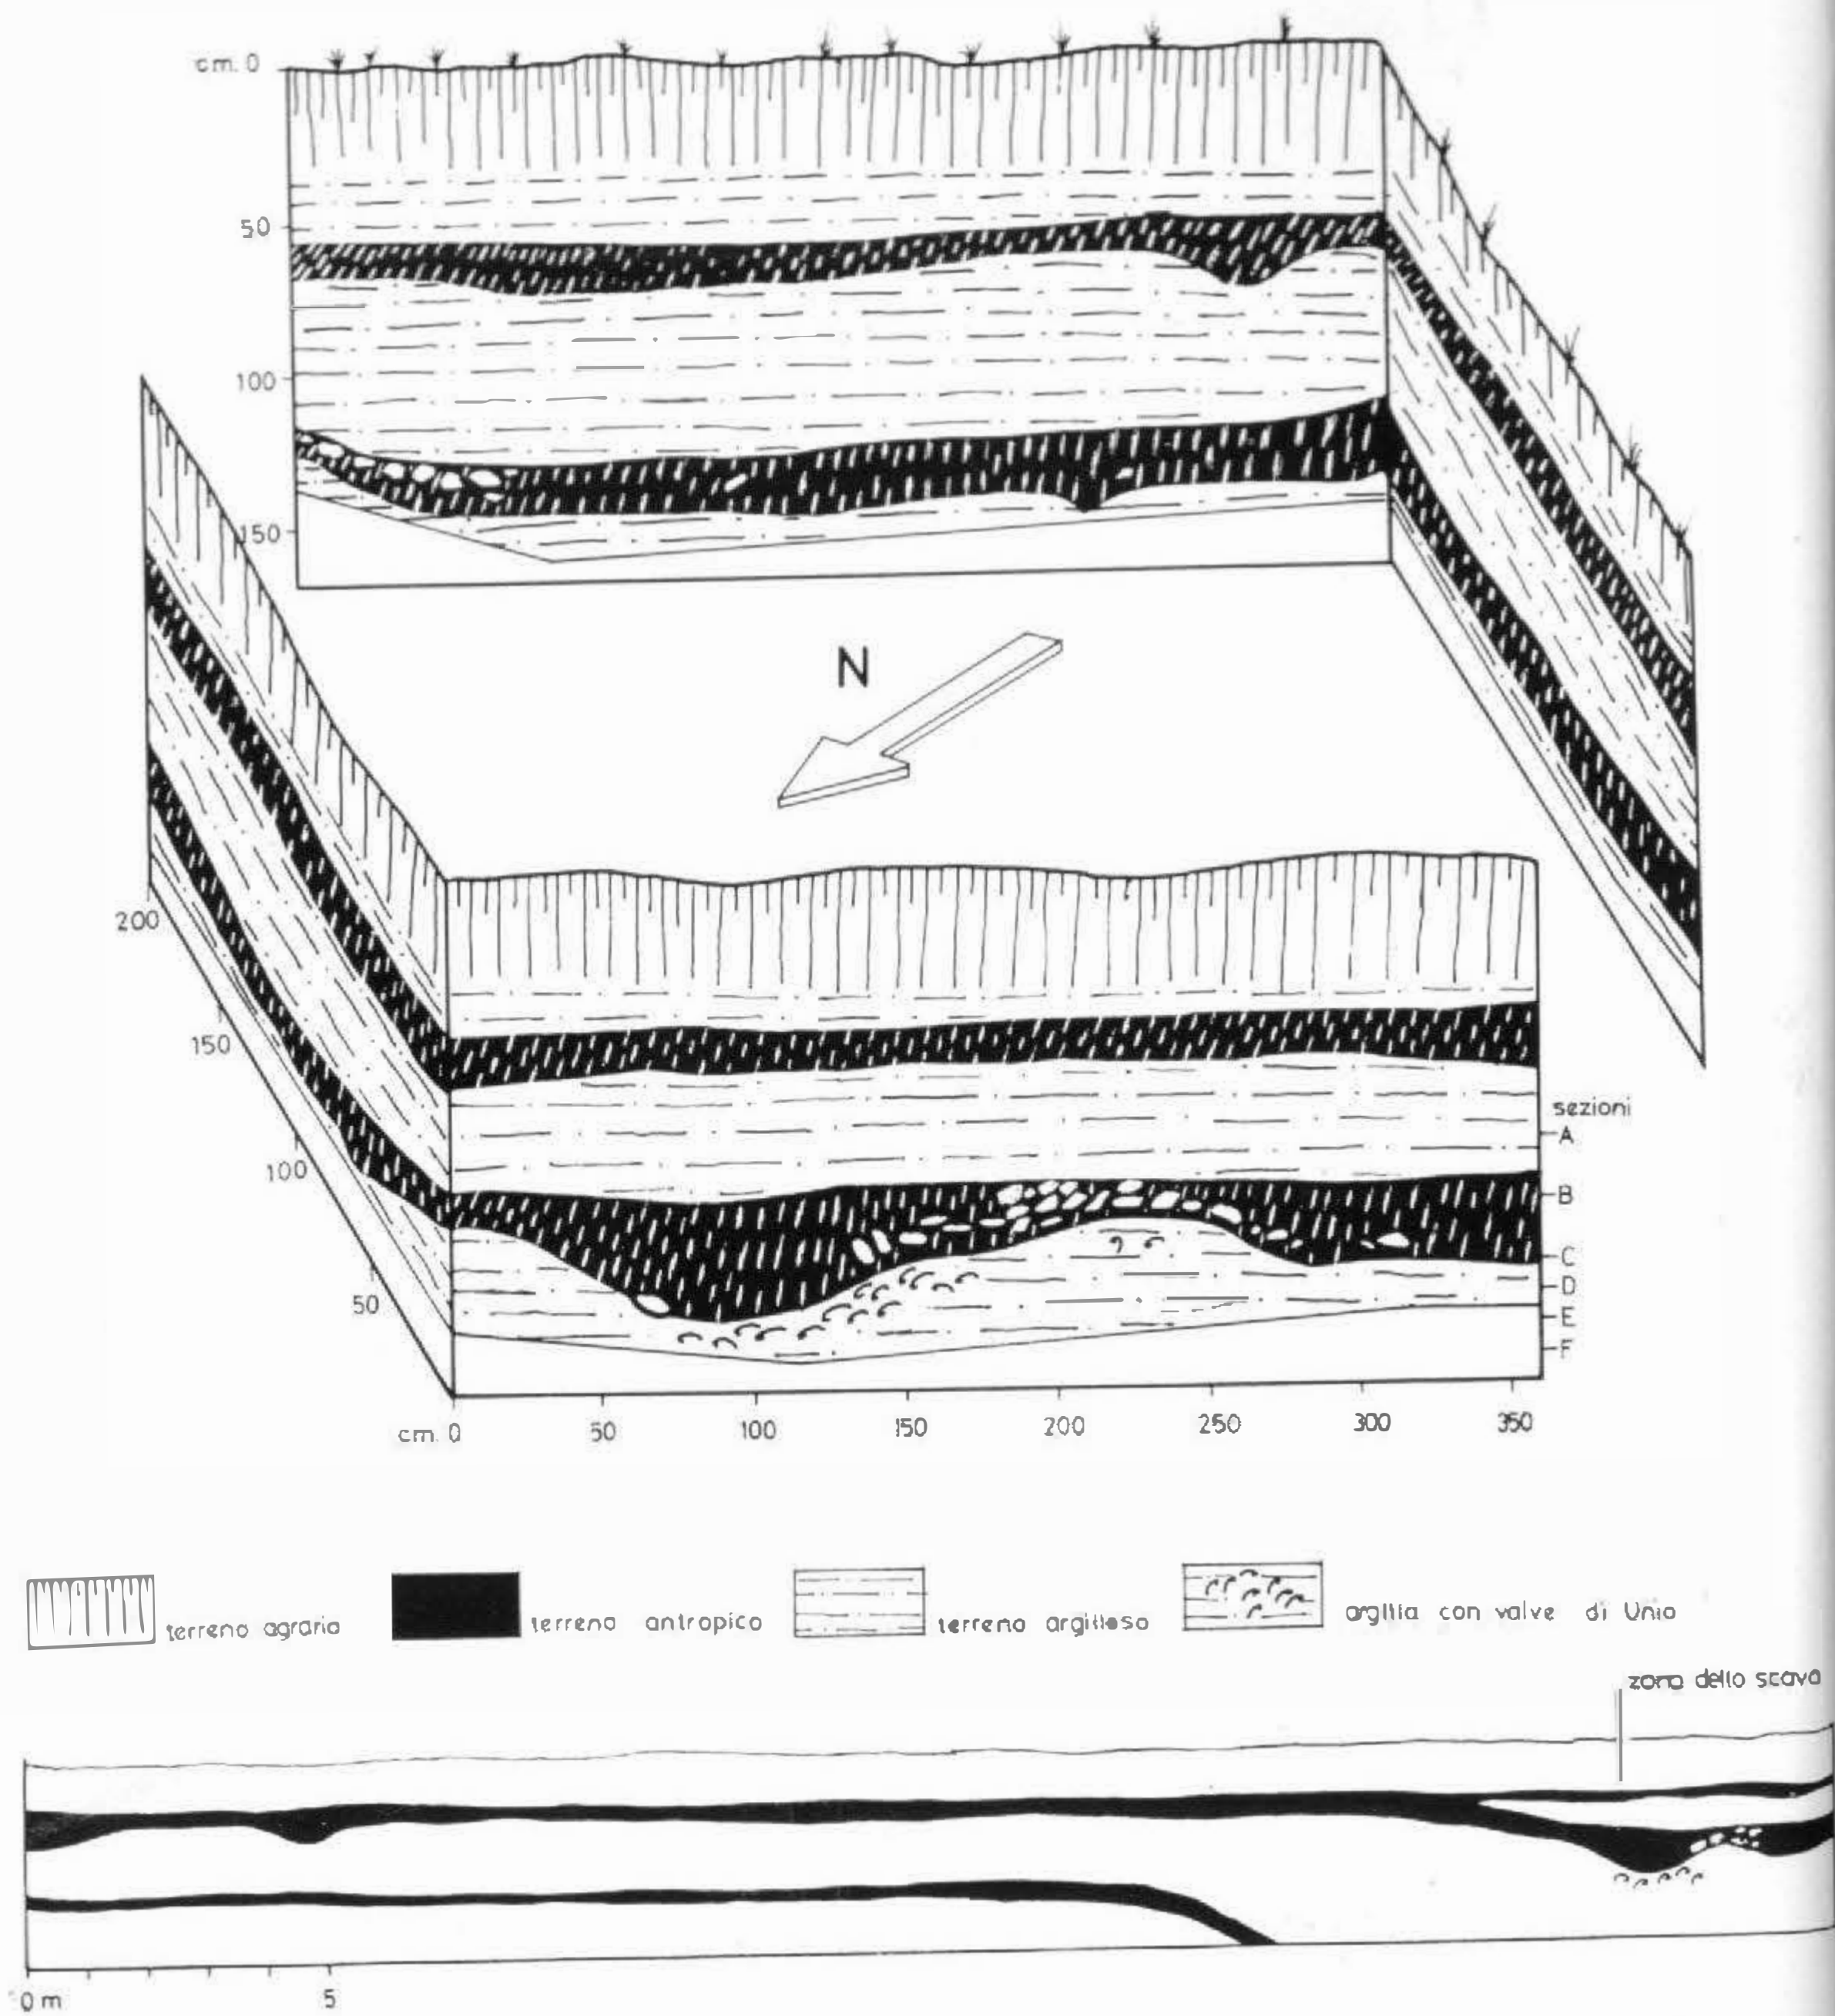 cm. 0
50
100
150
N
200
150
100
50
sezioni
A
B
C
D
E
F
cm. 0 50 100 150 200 250 300 350
terreno agrario terreno antropico terreno argilloso argilla con valve di Unio
zona dello scavo
0 m 5